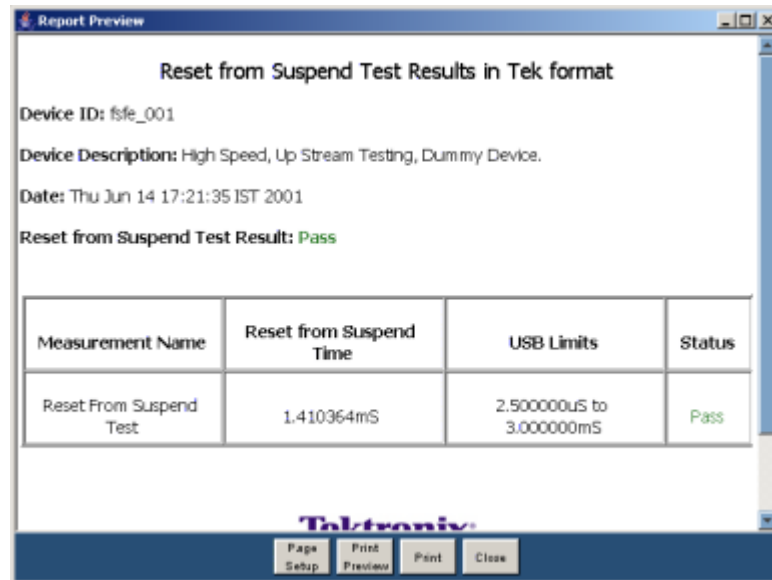 Report Preview
Reset from Suspend Test Results in Tek format
Device ID: fsfe_001
Device Description: High Speed, Up Stream Testing, Dummy Device.
Date: Thu Jun 14 17:21:35 IST 2001
Reset from Suspend Test Result: Pass
Measurement Name
Reset from Suspend
Time
USB Limits
Status
Reset From Suspend
Test
1.410364mS
2.500000uS to
3.000000mS
Pass
Tektronix
Page
Setup
Print
Preview
Print
Close